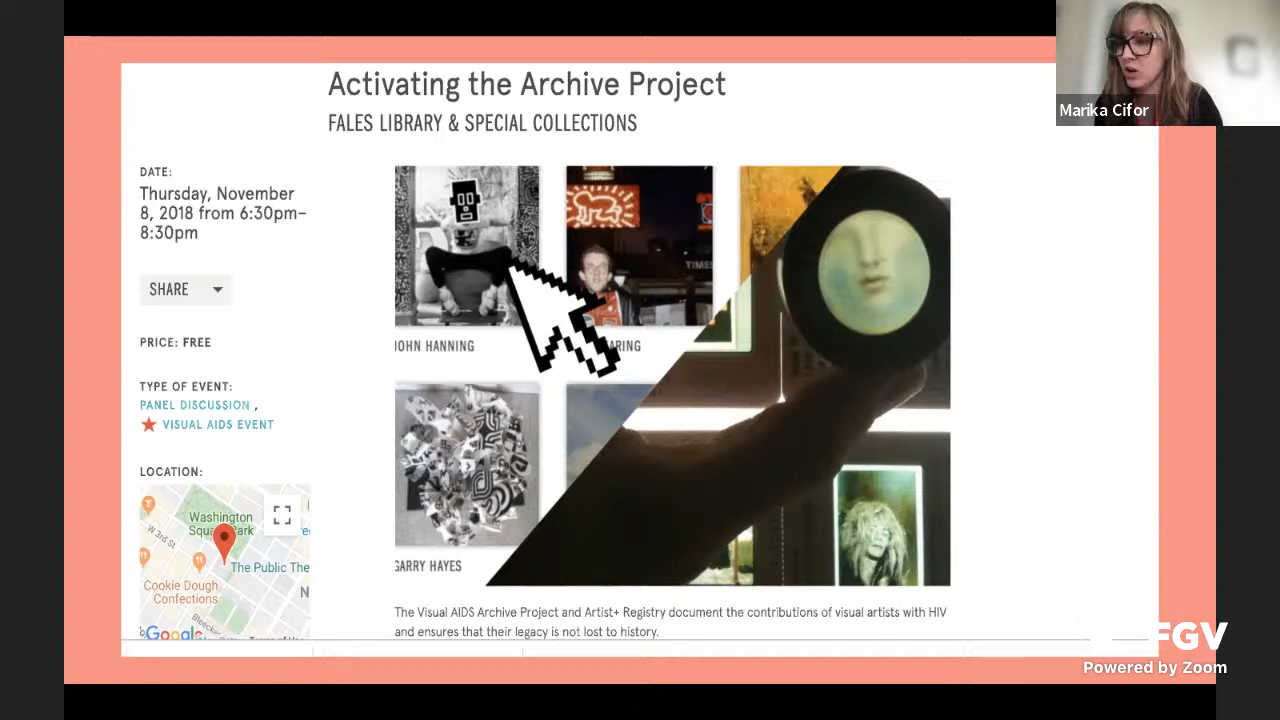 Activating the Archive Project
FALES LIBRARY & SPECIAL COLLECTIONS
Marika Cifor
DATE:
Thursday, November
8, 2018 from 6:30pm–
8:30pm
SHARE
PRICE: FREE
TYPE OF EVENT:
PANEL DISCUSSION ,
VISUAL AIDS EVENT
LOCATION:
Washington
Square Park
W 3rd St
The Public The
Cookie Dough
Confections
Bleecker
Google
TIME
JOHN HANNING
ARING
GARRY HAYES
The Visual AIDS Archive Project and Artist+ Registry document the contributions of visual artists with HIV
and ensures that their legacy is not lost to history.
FGV
Powered by Zoom